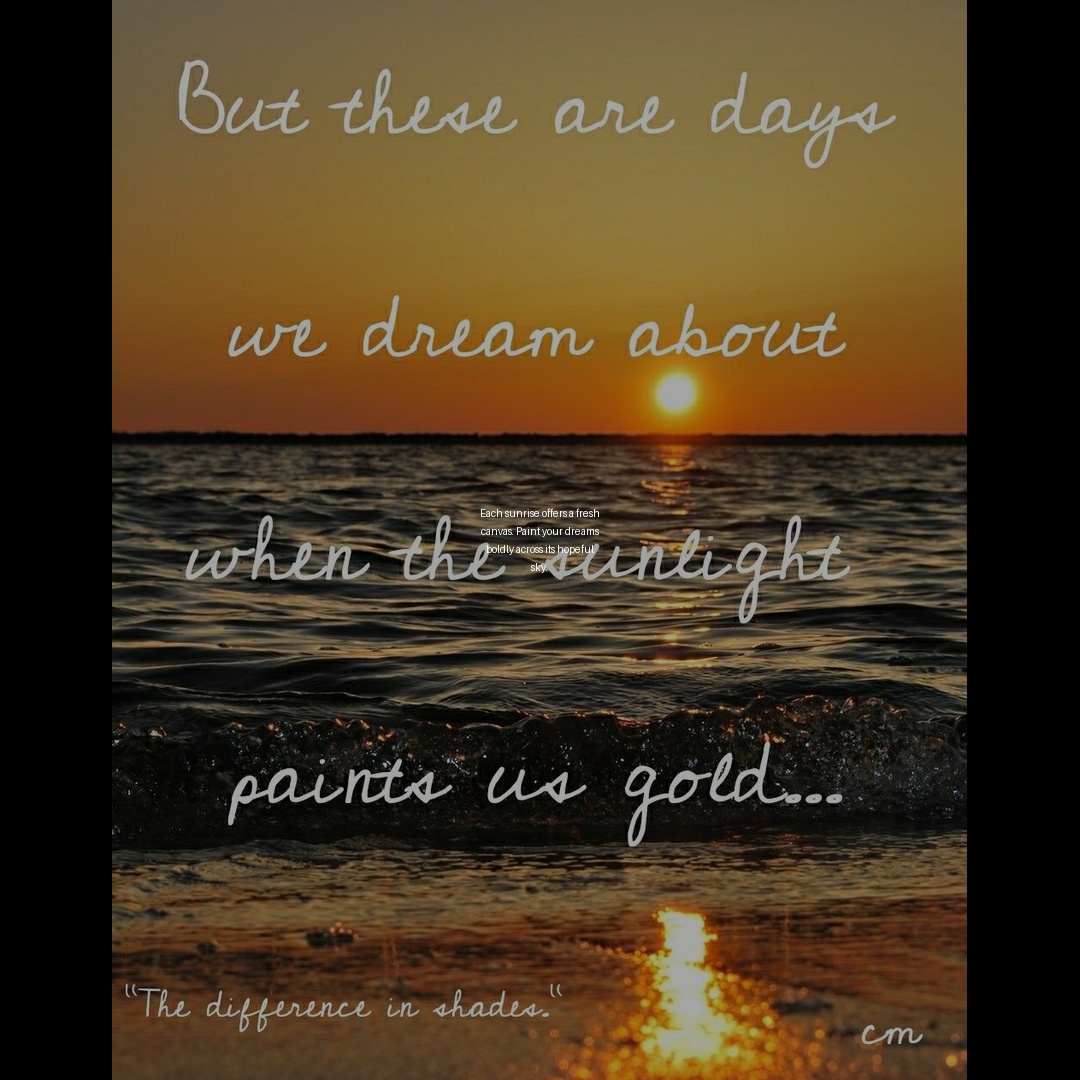 But these are days
we dream about
when the sunlight
Each sunrise offers a fresh
canvas. Paint your dreams
boldly across its hopeful
sky.
paints us gold...
"The difference in shades."
cm